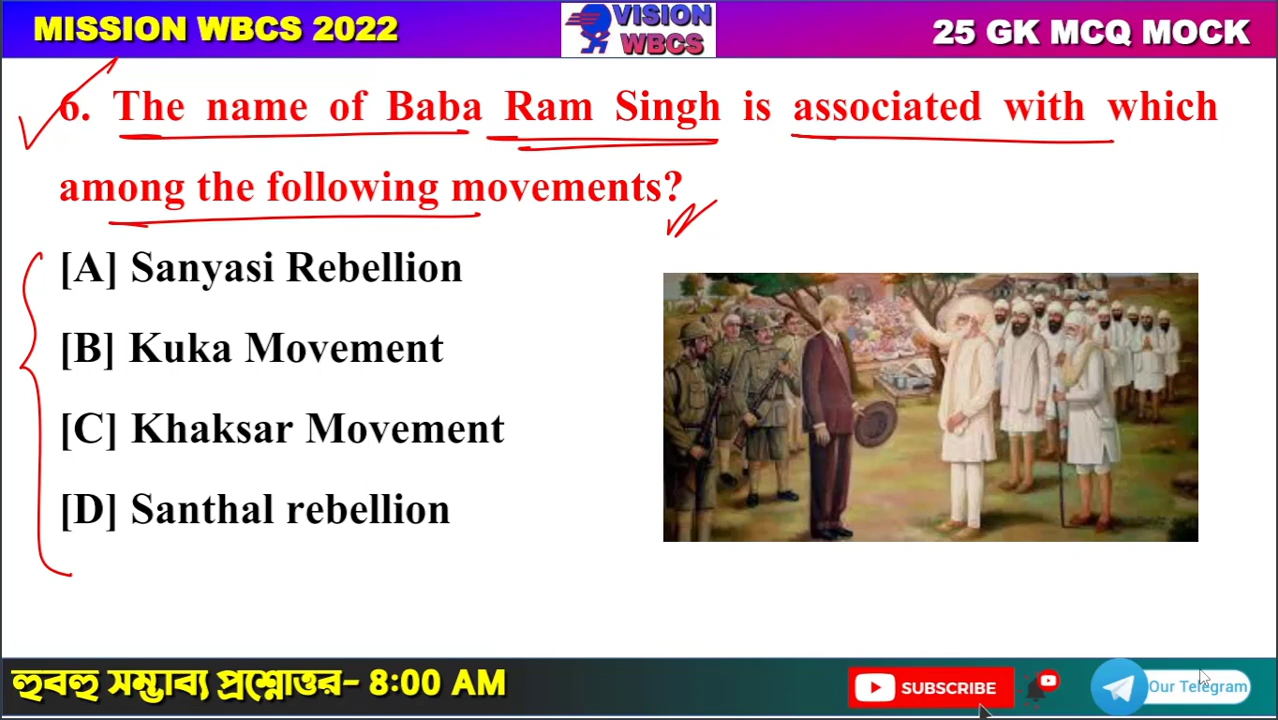 MISSION WBCS 2022
VISION
WBCS
25 GK MCQ MOCK
6. The name of Baba Ram Singh is associated with which
among the following movements?
[A] Sanyasi Rebellion
[B] Kuka Movement
[C] Khaksar Movement
[D] Santhal rebellion
হুবহু সম্ভাব্য প্রশ্নোত্তর- 8:00 AM
SUBSCRIBE
Our Telegram